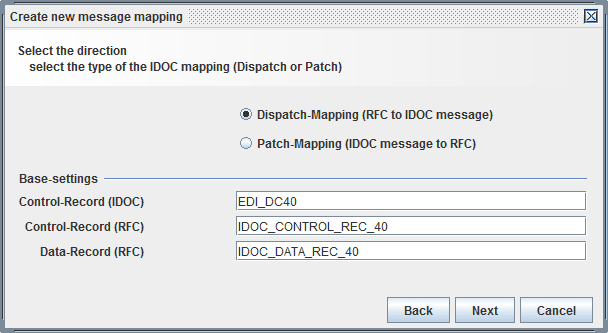 Create new message mapping
Select the direction
select the type of the IDOC mapping (Dispatch or Patch)
Dispatch-Mapping (RFC to IDOC message)
Patch-Mapping (IDOC message to RFC)
Base-settings
Control-Record (IDOC) EDI_DC40
Control-Record (RFC) IDOC_CONTROL_REC_40
Data-Record (RFC) IDOC_DATA_REC_40
Back Next Cancel